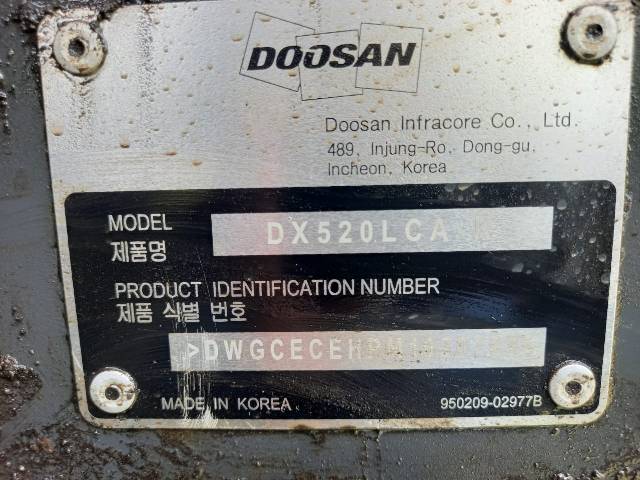 DOOSAN
Doosan Infracore Co., Ltd.
489, Injung-Ro, Dong-gu,
Incheon, Korea
MODEL DX520LCA
제품명
PRODUCT IDENTIFICATION NUMBER
제품 식별 번호
MADE IN KOREA 950209-02977B